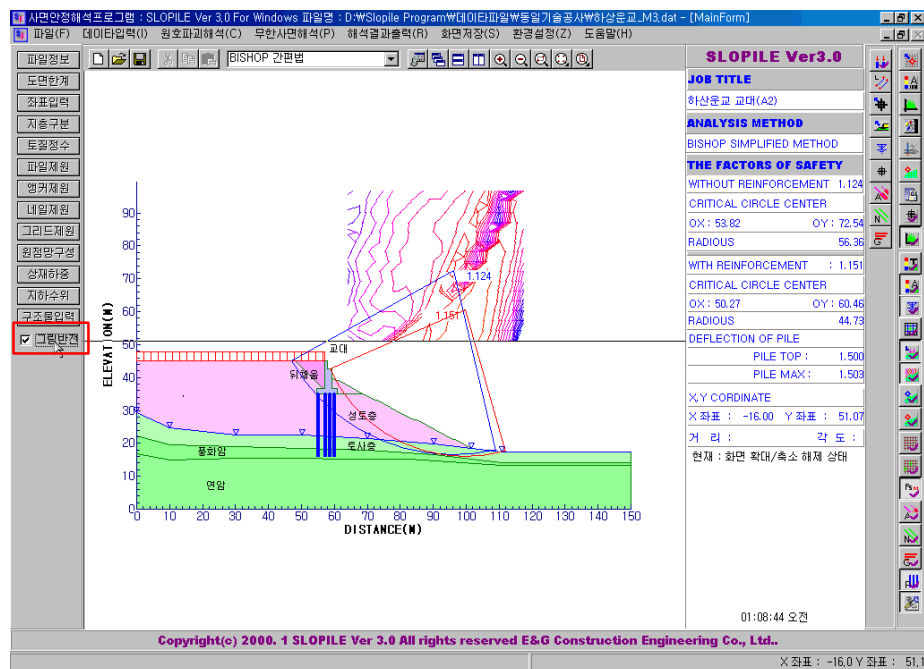 사면안정해석프로그램 : SLOPILE Ver 3,0 For Windows 파일명 : D:₩Slopile Program₩데이타파일₩동일기술공사₩하산운교_M3.dat - [MainForm]
파일(F) 데이타입력(I) 원호파괴해석(C) 무한사면해석(P) 해석결과출력(R) 화면저장(S) 환경설정(Z) 도움말(H)
BISHOP 간편법
파일정보
도면한계
좌표입력
지층구분
토질정수
파일제원
앵커제원
네일제원
그리드제원
원점망구성
상재하중
지하수위
구조물입력
그림반전
ELEVATION(M)
90
80
70
60
50
40
30
20
10
0
1.124
1.151
교대
뒤채움
성토층
토사층
풍화암
연암
0 10 20 30 40 50 60 70 80 90 100 110 120 130 140 150
DISTANCE(M)
SLOPILE Ver3.0
JOB TITLE
하산운교 교대(A2)
ANALYSIS METHOD
BISHOP SIMPLIFIED METHOD
THE FACTORS OF SAFETY
WITHOUT REINFORCEMENT 1.124
CRITICAL CIRCLE CENTER
OX : 53.82 OY : 72.54
RADIOUS 56.36
WITH REINFORCEMENT : 1.151
CRITICAL CIRCLE CENTER
OX : 50.27 OY : 60.46
RADIOUS 44.73
DEFLECTION OF PILE
PILE TOP : 1.500
PILE MAX : 1.503
X,Y CORDINATE
X 좌표 : -16.00 Y 좌표 : 51.07
거 리 : 각 도 :
현재 : 화면 확대/축소 해제 상태
01:08:44 오전
Copyright(c) 2000. 1 SLOPILE Ver 3.0 All rights reserved E&G Construction Engineering Co., Ltd..
X 좌표 : -16,0 Y 좌표 : 51,1